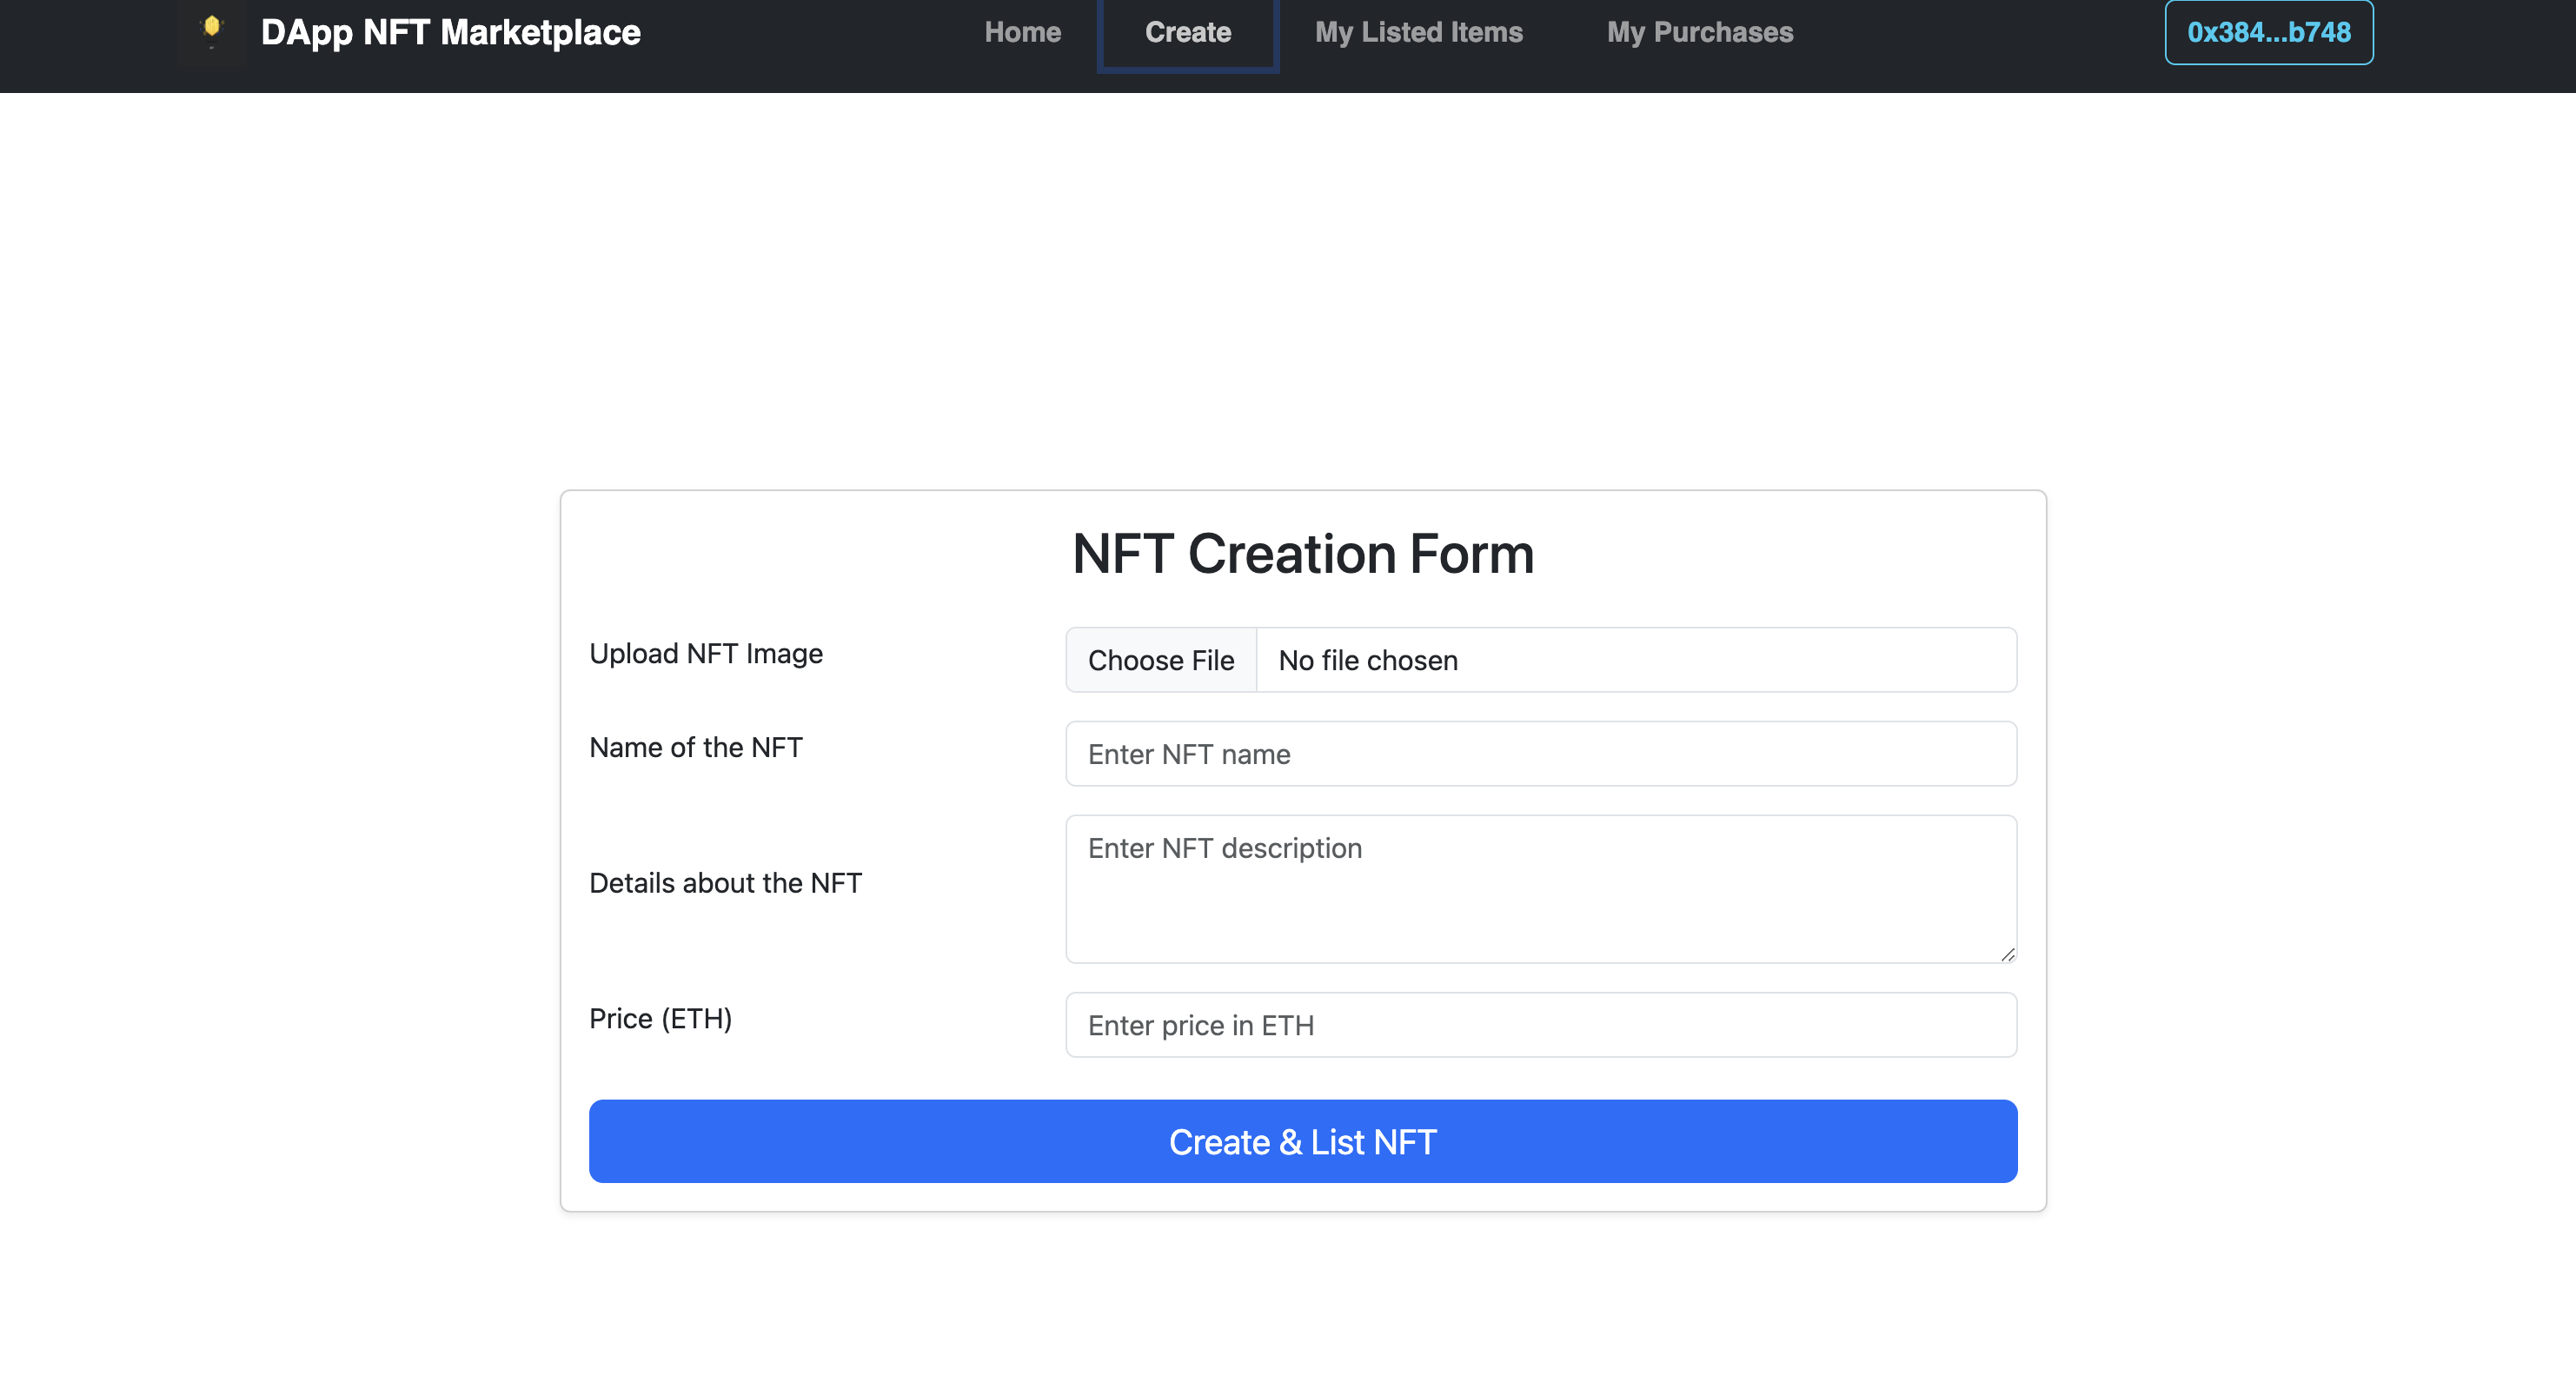 DApp NFT Marketplace
Home
Create
My Listed Items
My Purchases
0x384...b748
NFT Creation Form
Upload NFT Image
Choose File
No file chosen
Name of the NFT
Enter NFT name
Details about the NFT
Enter NFT description
Price (ETH)
Enter price in ETH
Create & List NFT